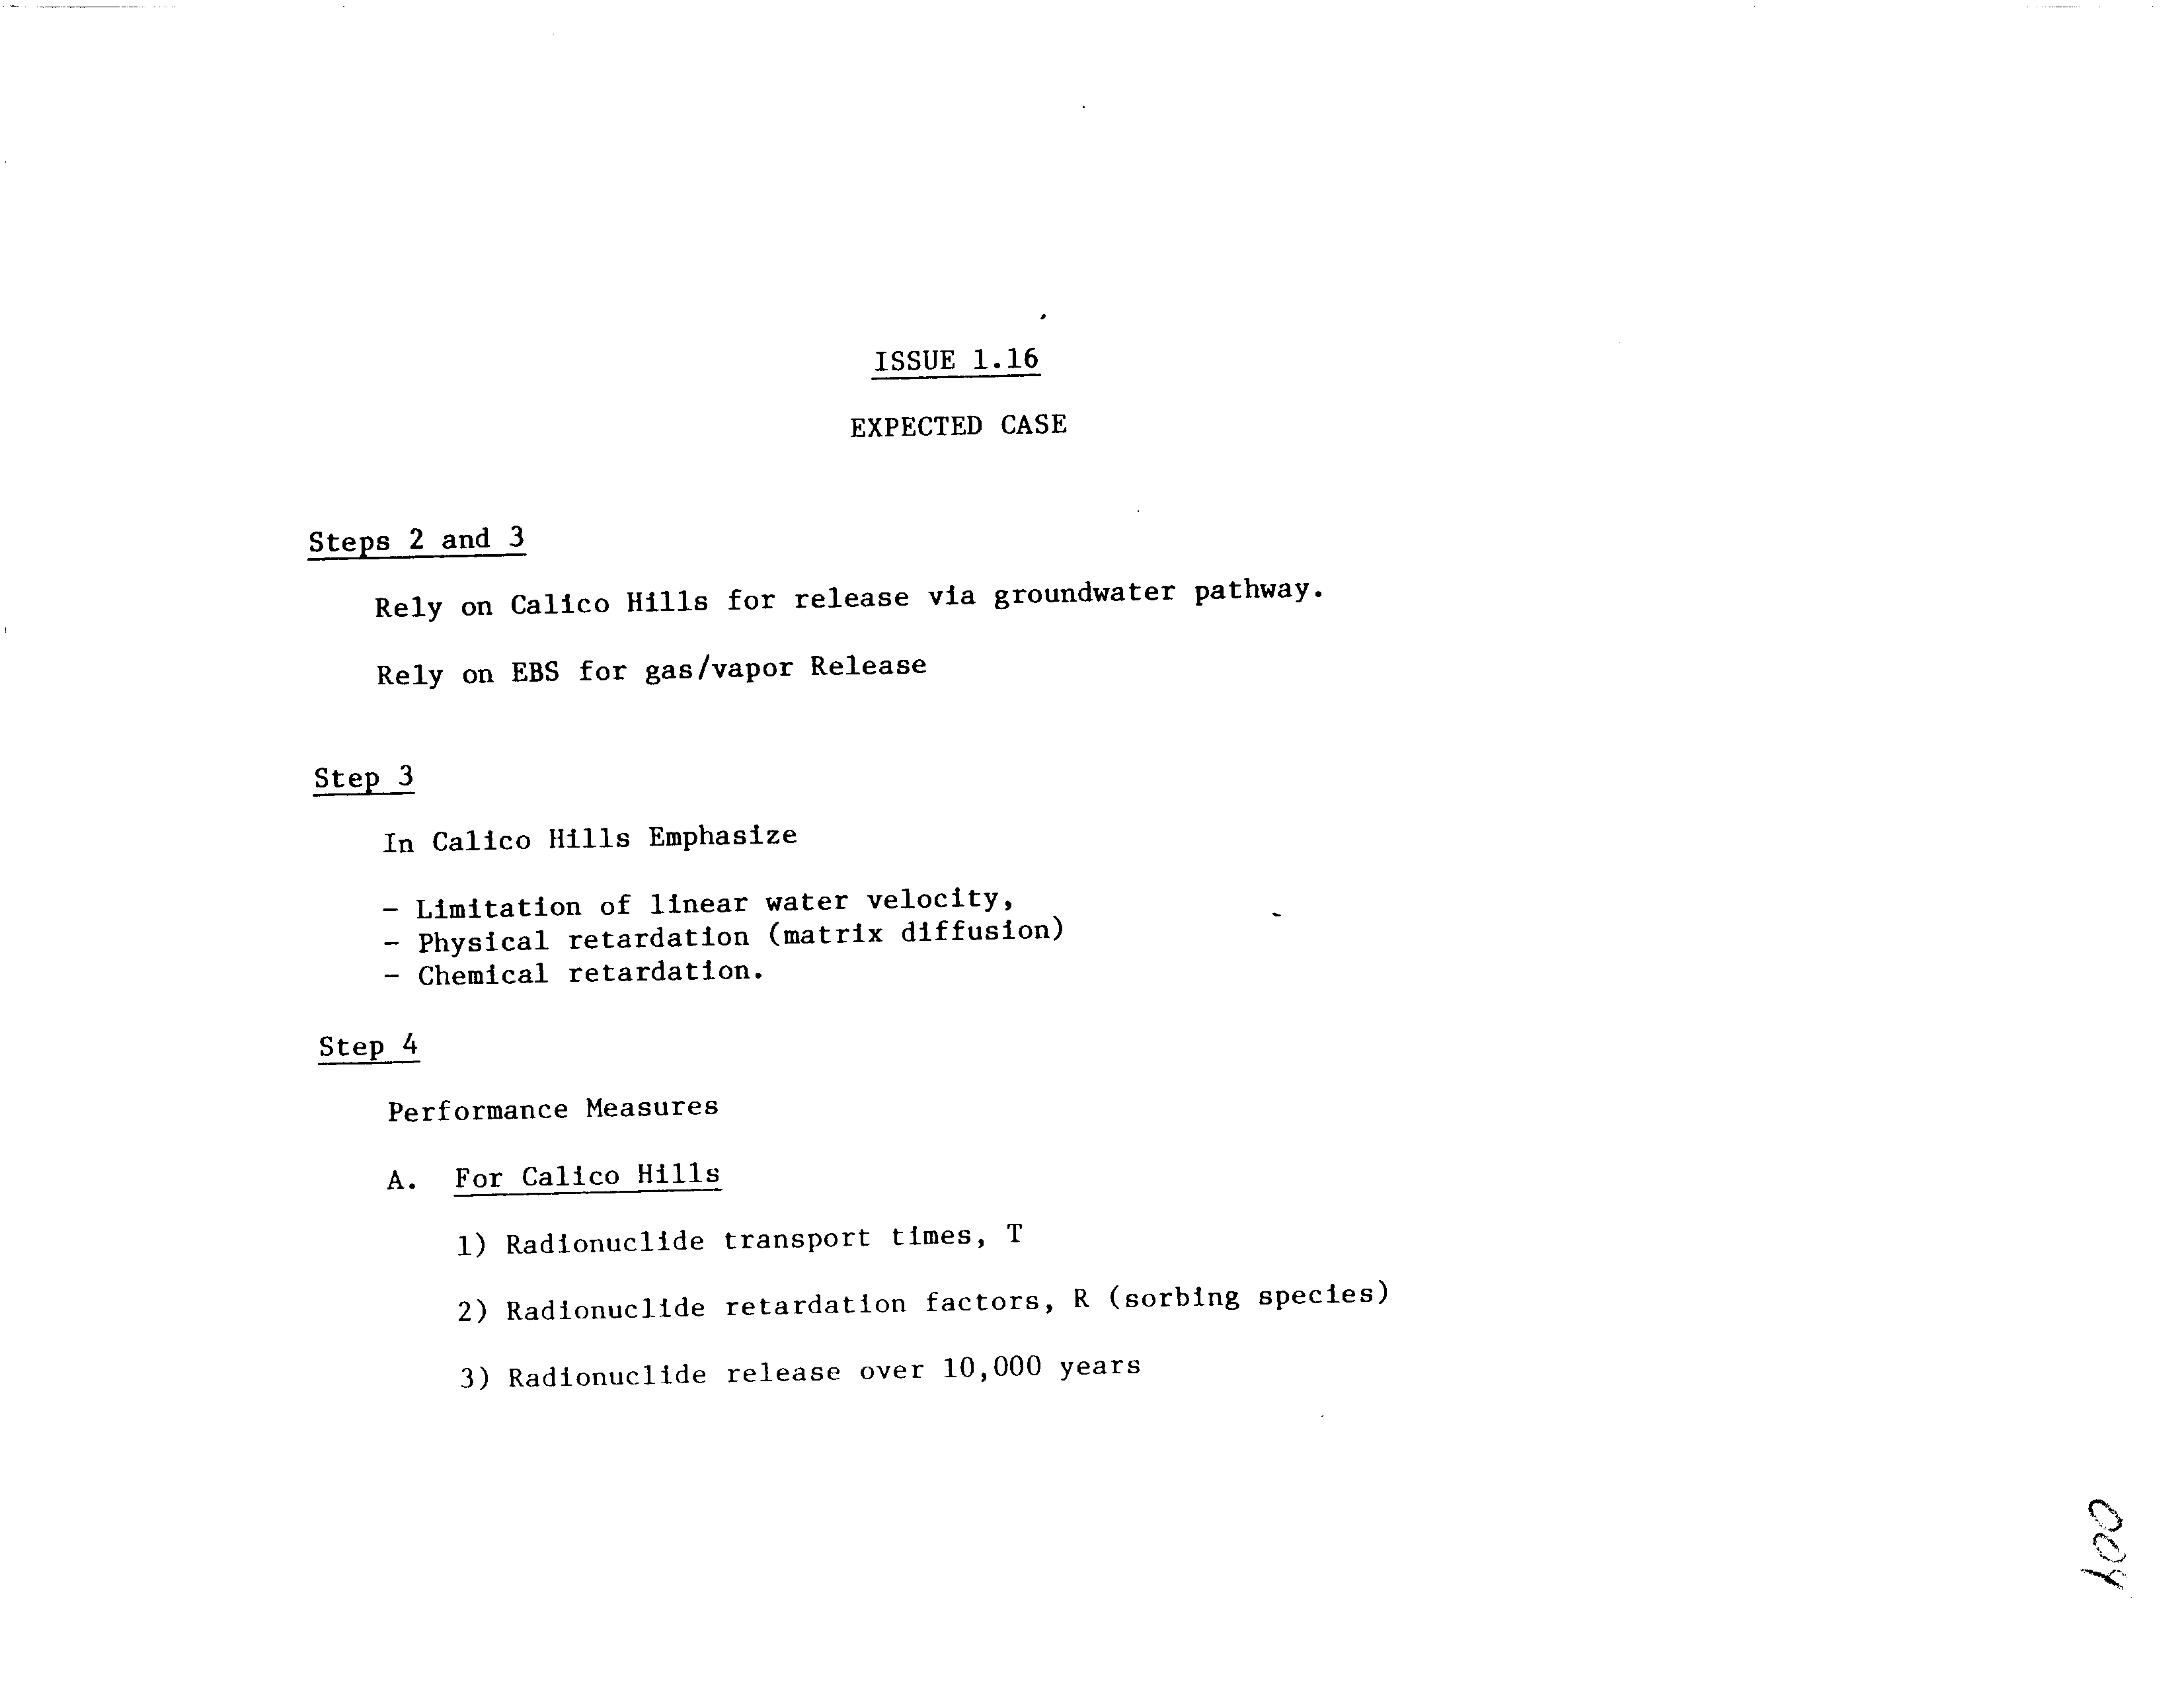 ISSUE 1.16
EXPECTED CASE
Steps 2 and 3
Rely on Calico Hills for release via groundwater pathway.
Rely on EBS for gas/vapor Release
Step 3
In Calico Hills Emphasize
- Limitation of linear water velocity,
- Physical retardation (matrix diffusion)
- Chemical retardation.
Step 4
Performance Measures
A. For Calico Hills
1) Radionuclide transport times, T
2) Radionuclide retardation factors, R (sorbing species)
3) Radionuclide release over 10,000 years
004